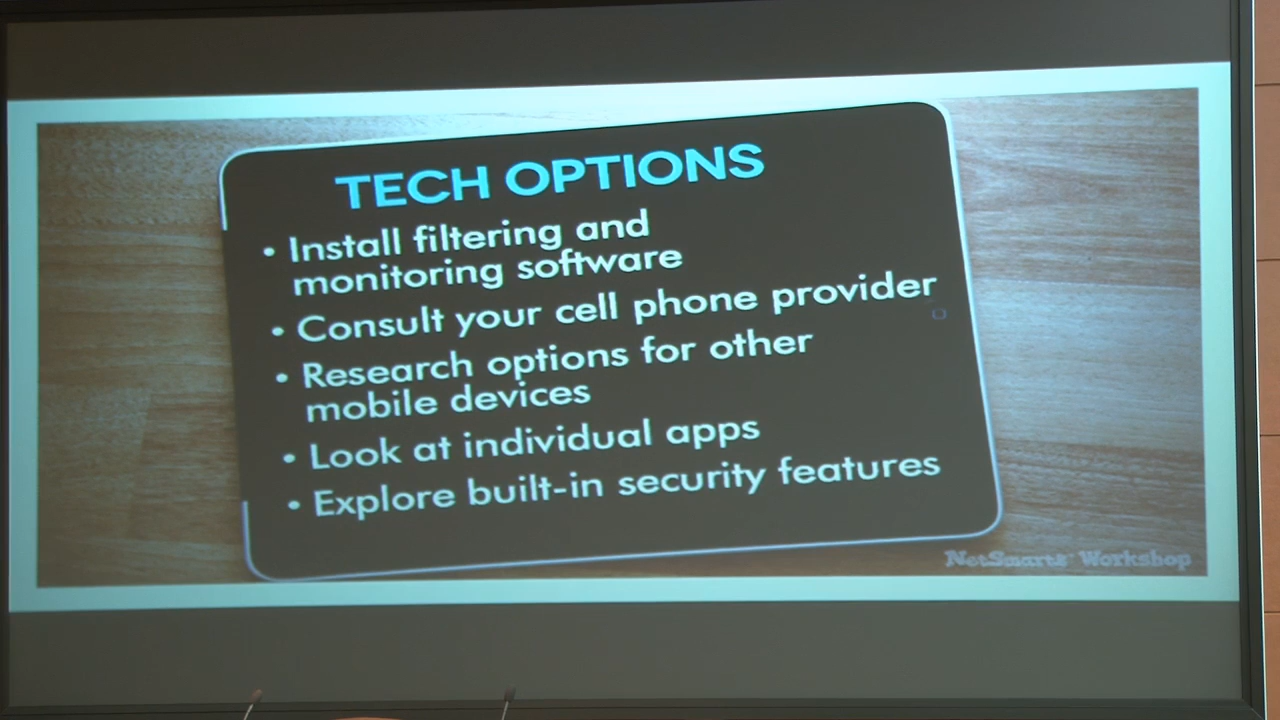 TECH OPTIONS
• Install filtering and
monitoring software
• Consult your cell phone provider
• Research options for other
mobile devices
• Look at individual apps
• Explore built-in security features
NetSmartz Workshop